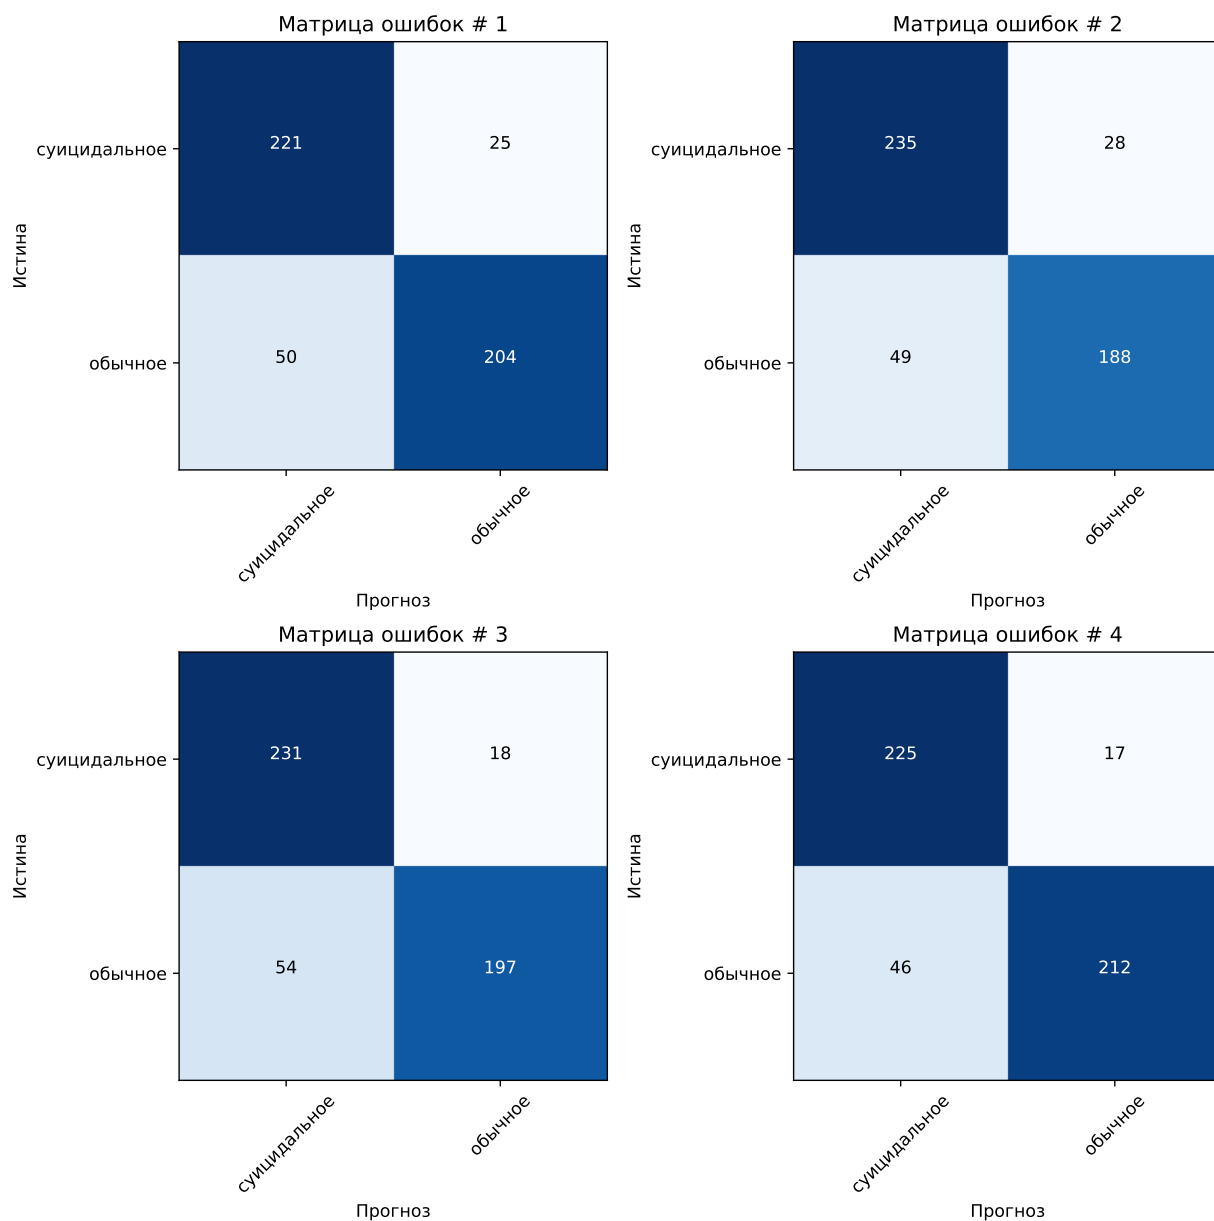 Матрица ошибок # 1
суицидальное
221
25
обычное
50
204
Истина
суицидальное
обычное
Прогноз
Матрица ошибок # 2
суицидальное
235
28
обычное
49
188
Истина
суицидальное
обычное
Прогноз
Матрица ошибок # 3
суицидальное
231
18
обычное
54
197
Истина
суицидальное
обычное
Прогноз
Матрица ошибок # 4
суицидальное
225
17
обычное
46
212
Истина
суицидальное
обычное
Прогноз